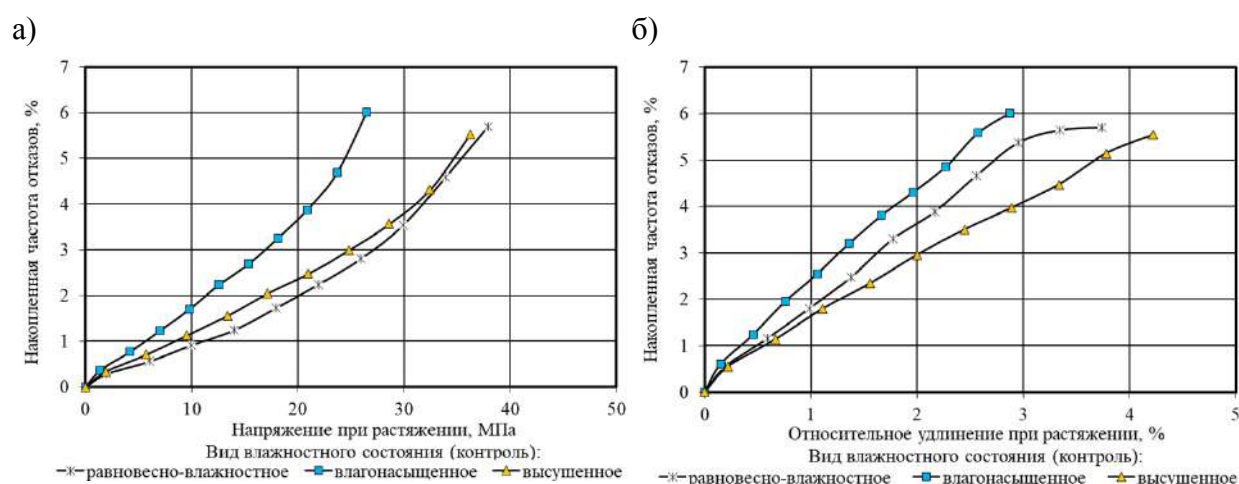 а)
Накопленная частота отказов, %
7
6
5
4
3
2
1
0
0 10 20 30 40 50
Напряжение при растяжении, МПа
Вид влажностного состояния (контроль):
равновесно-влажностное влагонасыщенное высушенное
б)
Накопленная частота отказов, %
7
6
5
4
3
2
1
0
0 1 2 3 4 5
Относительное удлинение при растяжении, %
Вид влажностного состояния (контроль):
равновесно-влажностное влагонасыщенное высушенное